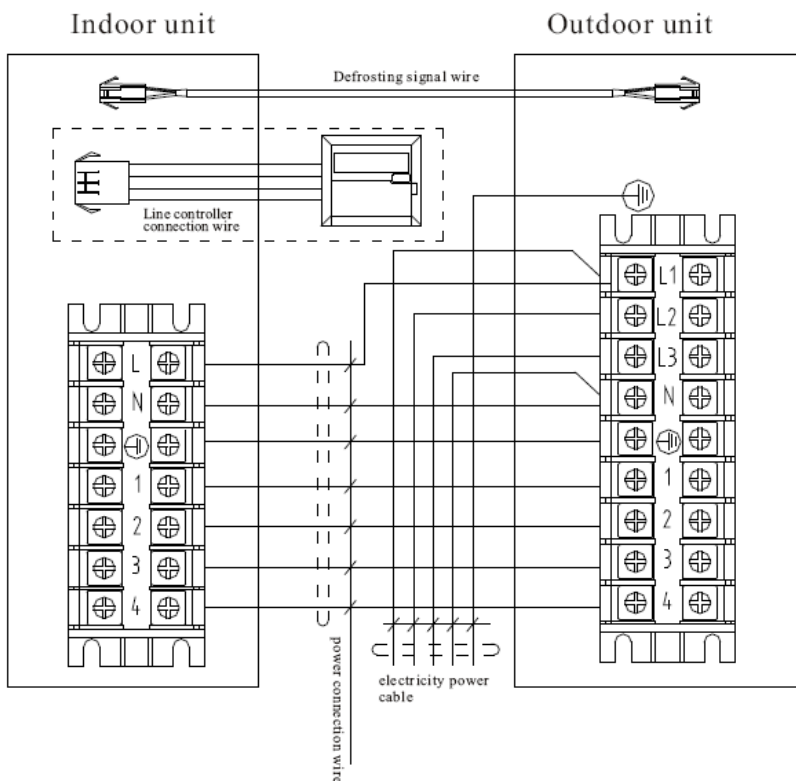 Indoor unit
Outdoor unit
Defrosting signal wire
Line controller
connection wire
L
N
1
2
3
4
L1
L2
L3
N
1
2
3
4
power connection wire
electricity power
cable